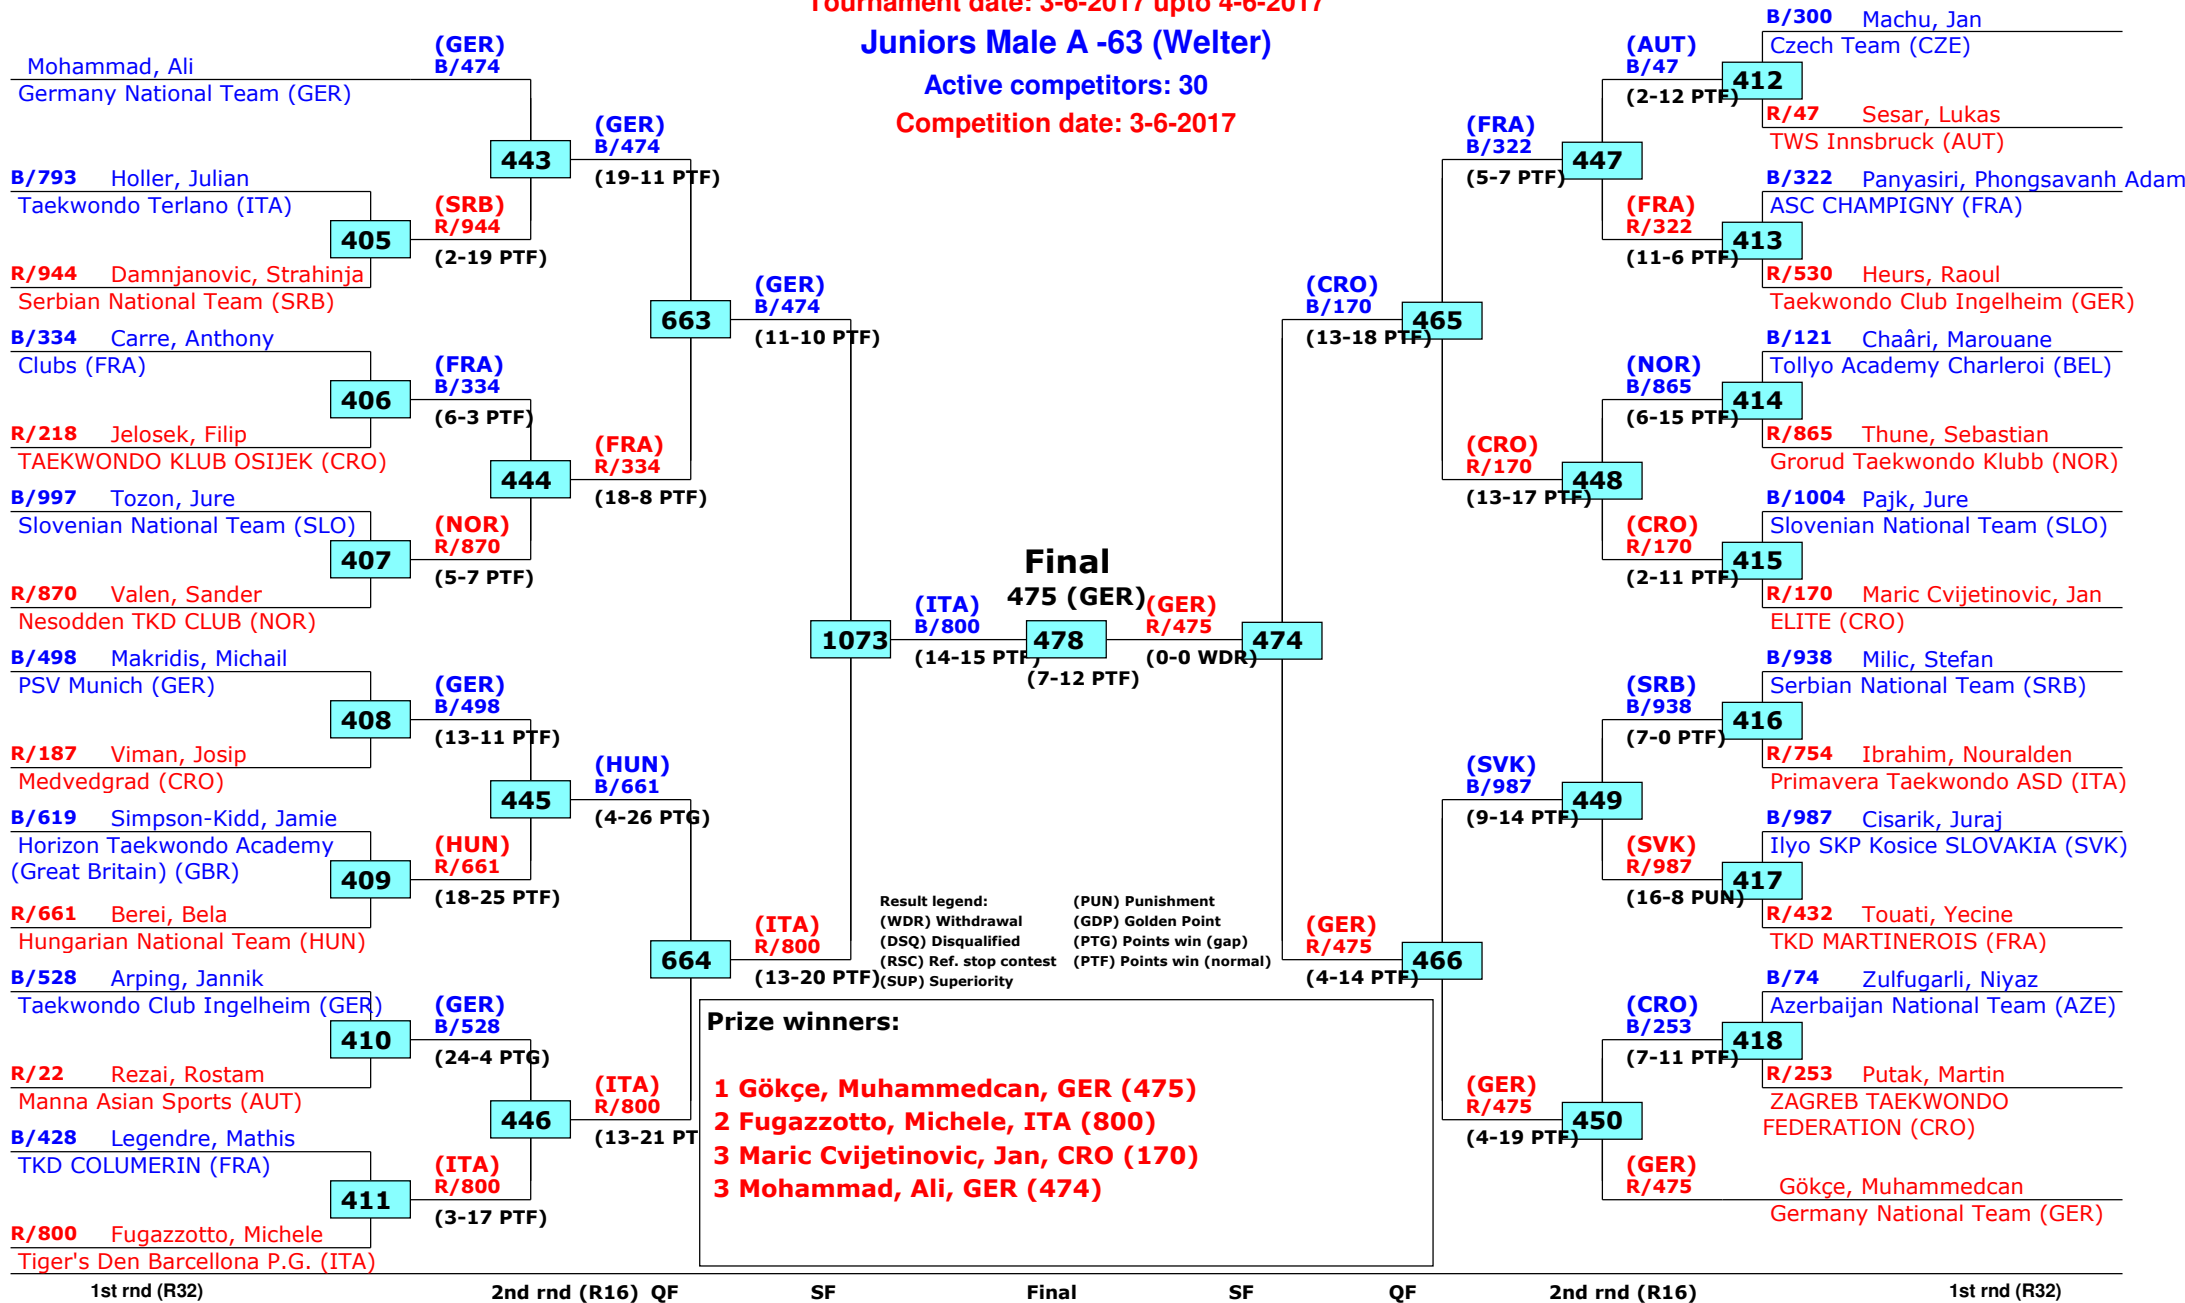 Tournament date: 3-6-2017 upto 4-6-2017
Juniors Male A -63 (Welter)
Active competitors: 30
Competition date: 3-6-2017
Mohammad, Ali
Germany National Team (GER)
B/793 Holler, Julian
Taekwondo Terlano (ITA)
405
R/944 Damnjanovic, Strahinja
Serbian National Team (SRB)
B/334 Carre, Anthony
Clubs (FRA)
406
R/218 Jelosek, Filip
TAEKWONDO KLUB OSIJEK (CRO)
B/997 Tozon, Jure
Slovenian National Team (SLO)
407
R/870 Valen, Sander
Nesodden TKD CLUB (NOR)
B/498 Makridis, Michail
PSV Munich (GER)
408
R/187 Viman, Josip
Medvedgrad (CRO)
B/619 Simpson-Kidd, Jamie
Horizon Taekwondo Academy
(Great Britain) (GBR)
409
R/661 Berei, Bela
Hungarian National Team (HUN)
B/528 Arping, Jannik
Taekwondo Club Ingelheim (GER)
410
R/22 Rezai, Rostam
Manna Asian Sports (AUT)
B/428 Legendre, Mathis
TKD COLUMERIN (FRA)
411
R/800 Fugazzotto, Michele
Tiger's Den Barcellona P.G. (ITA)
(GER)
B/474
443
(SRB)
R/944
(2-19 PTF)
(FRA)
B/334
(6-3 PTF)
444
(NOR)
R/870
(5-7 PTF)
(GER)
B/498
(13-11 PTF)
445
(HUN)
R/661
(18-25 PTF)
(GER)
B/528
(24-4 PTG)
446
(ITA)
R/800
(3-17 PTF)
(GER)
B/474
(19-11 PTF)
663
(FRA)
R/334
(18-8 PTF)
(HUN)
B/661
(4-26 PTG)
664
(ITA)
R/800
(13-21 PT
(GER)
B/474
(11-10 PTF)
1073
(ITA)
R/800
(13-20 PTF)
(ITA)
B/800
(14-15 PTF)
Final
475 (GER)
478
(7-12 PTF)
(GER)
R/475
(0-0 WDR)
474
(CRO)
B/170
(13-18 PTF)
(GER)
R/475
(4-14 PTF)
465
466
(FRA)
B/322
(5-7 PTF)
(CRO)
R/170
(13-17 PTF)
(SVK)
B/987
(9-14 PTF)
(GER)
R/475
(4-19 PTF)
447
448
449
450
(AUT)
B/47
(2-12 PTF)
(FRA)
R/322
(11-6 PTF)
(NOR)
B/865
(6-15 PTF)
(CRO)
R/170
(2-11 PTF)
(SRB)
B/938
(7-0 PTF)
(SVK)
R/987
(16-8 PUN)
(CRO)
B/253
(7-11 PTF)
(GER)
R/475
B/300 Machu, Jan
Czech Team (CZE)
412
R/47 Sesar, Lukas
TWS Innsbruck (AUT)
B/322 Panyasiri, Phongsavanh Adam
ASC CHAMPIGNY (FRA)
413
R/530 Heurs, Raoul
Taekwondo Club Ingelheim (GER)
B/121 Chaâri, Marouane
Tollyo Academy Charleroi (BEL)
414
R/865 Thune, Sebastian
Grorud Taekwondo Klubb (NOR)
B/1004 Pajk, Jure
Slovenian National Team (SLO)
415
R/170 Maric Cvijetinovic, Jan
ELITE (CRO)
B/938 Milic, Stefan
Serbian National Team (SRB)
416
R/754 Ibrahim, Nouralden
Primavera Taekwondo ASD (ITA)
B/987 Cisarik, Juraj
Ilyo SKP Kosice SLOVAKIA (SVK)
417
R/432 Touati, Yecine
TKD MARTINEROIS (FRA)
B/74 Zulfugarli, Niyaz
Azerbaijan National Team (AZE)
418
R/253 Putak, Martin
ZAGREB TAEKWONDO
FEDERATION (CRO)
Gökçe, Muhammedcan
Germany National Team (GER)
Result legend: (PUN) Punishment
(WDR) Withdrawal (GDP) Golden Point
(DSQ) Disqualified (PTG) Points win (gap)
(RSC) Ref. stop contest (PTF) Points win (normal)
(SUP) Superiority
Prize winners:
1 Gökçe, Muhammedcan, GER (475)
2 Fugazzotto, Michele, ITA (800)
3 Maric Cvijetinovic, Jan, CRO (170)
3 Mohammad, Ali, GER (474)
1st rnd (R32) 2nd rnd (R16) QF SF Final SF QF 2nd rnd (R16) 1st rnd (R32)